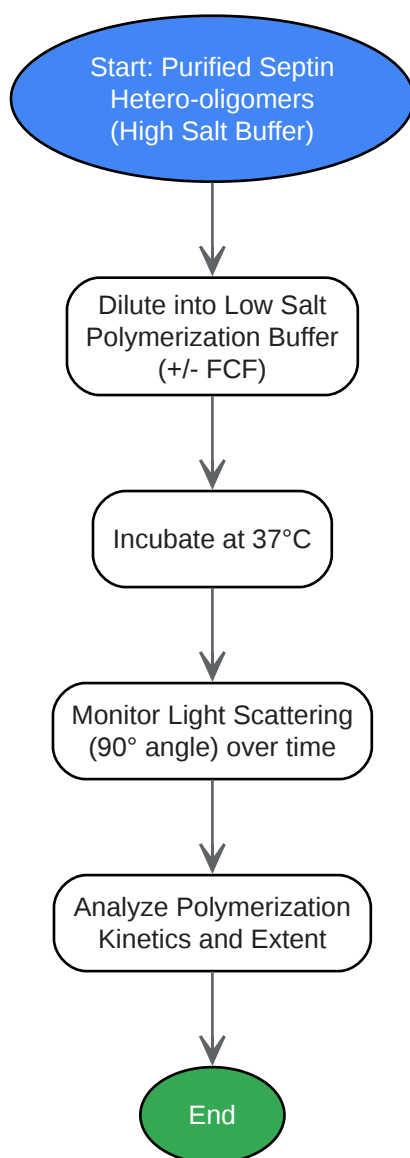 Start: Purified Septin
Hetero-oligomers
(High Salt Buffer)
Dilute into Low Salt
Polymerization Buffer
(+/- FCF)
Incubate at 37°C
Monitor Light Scattering
(90° angle) over time
Analyze Polymerization
Kinetics and Extent
End